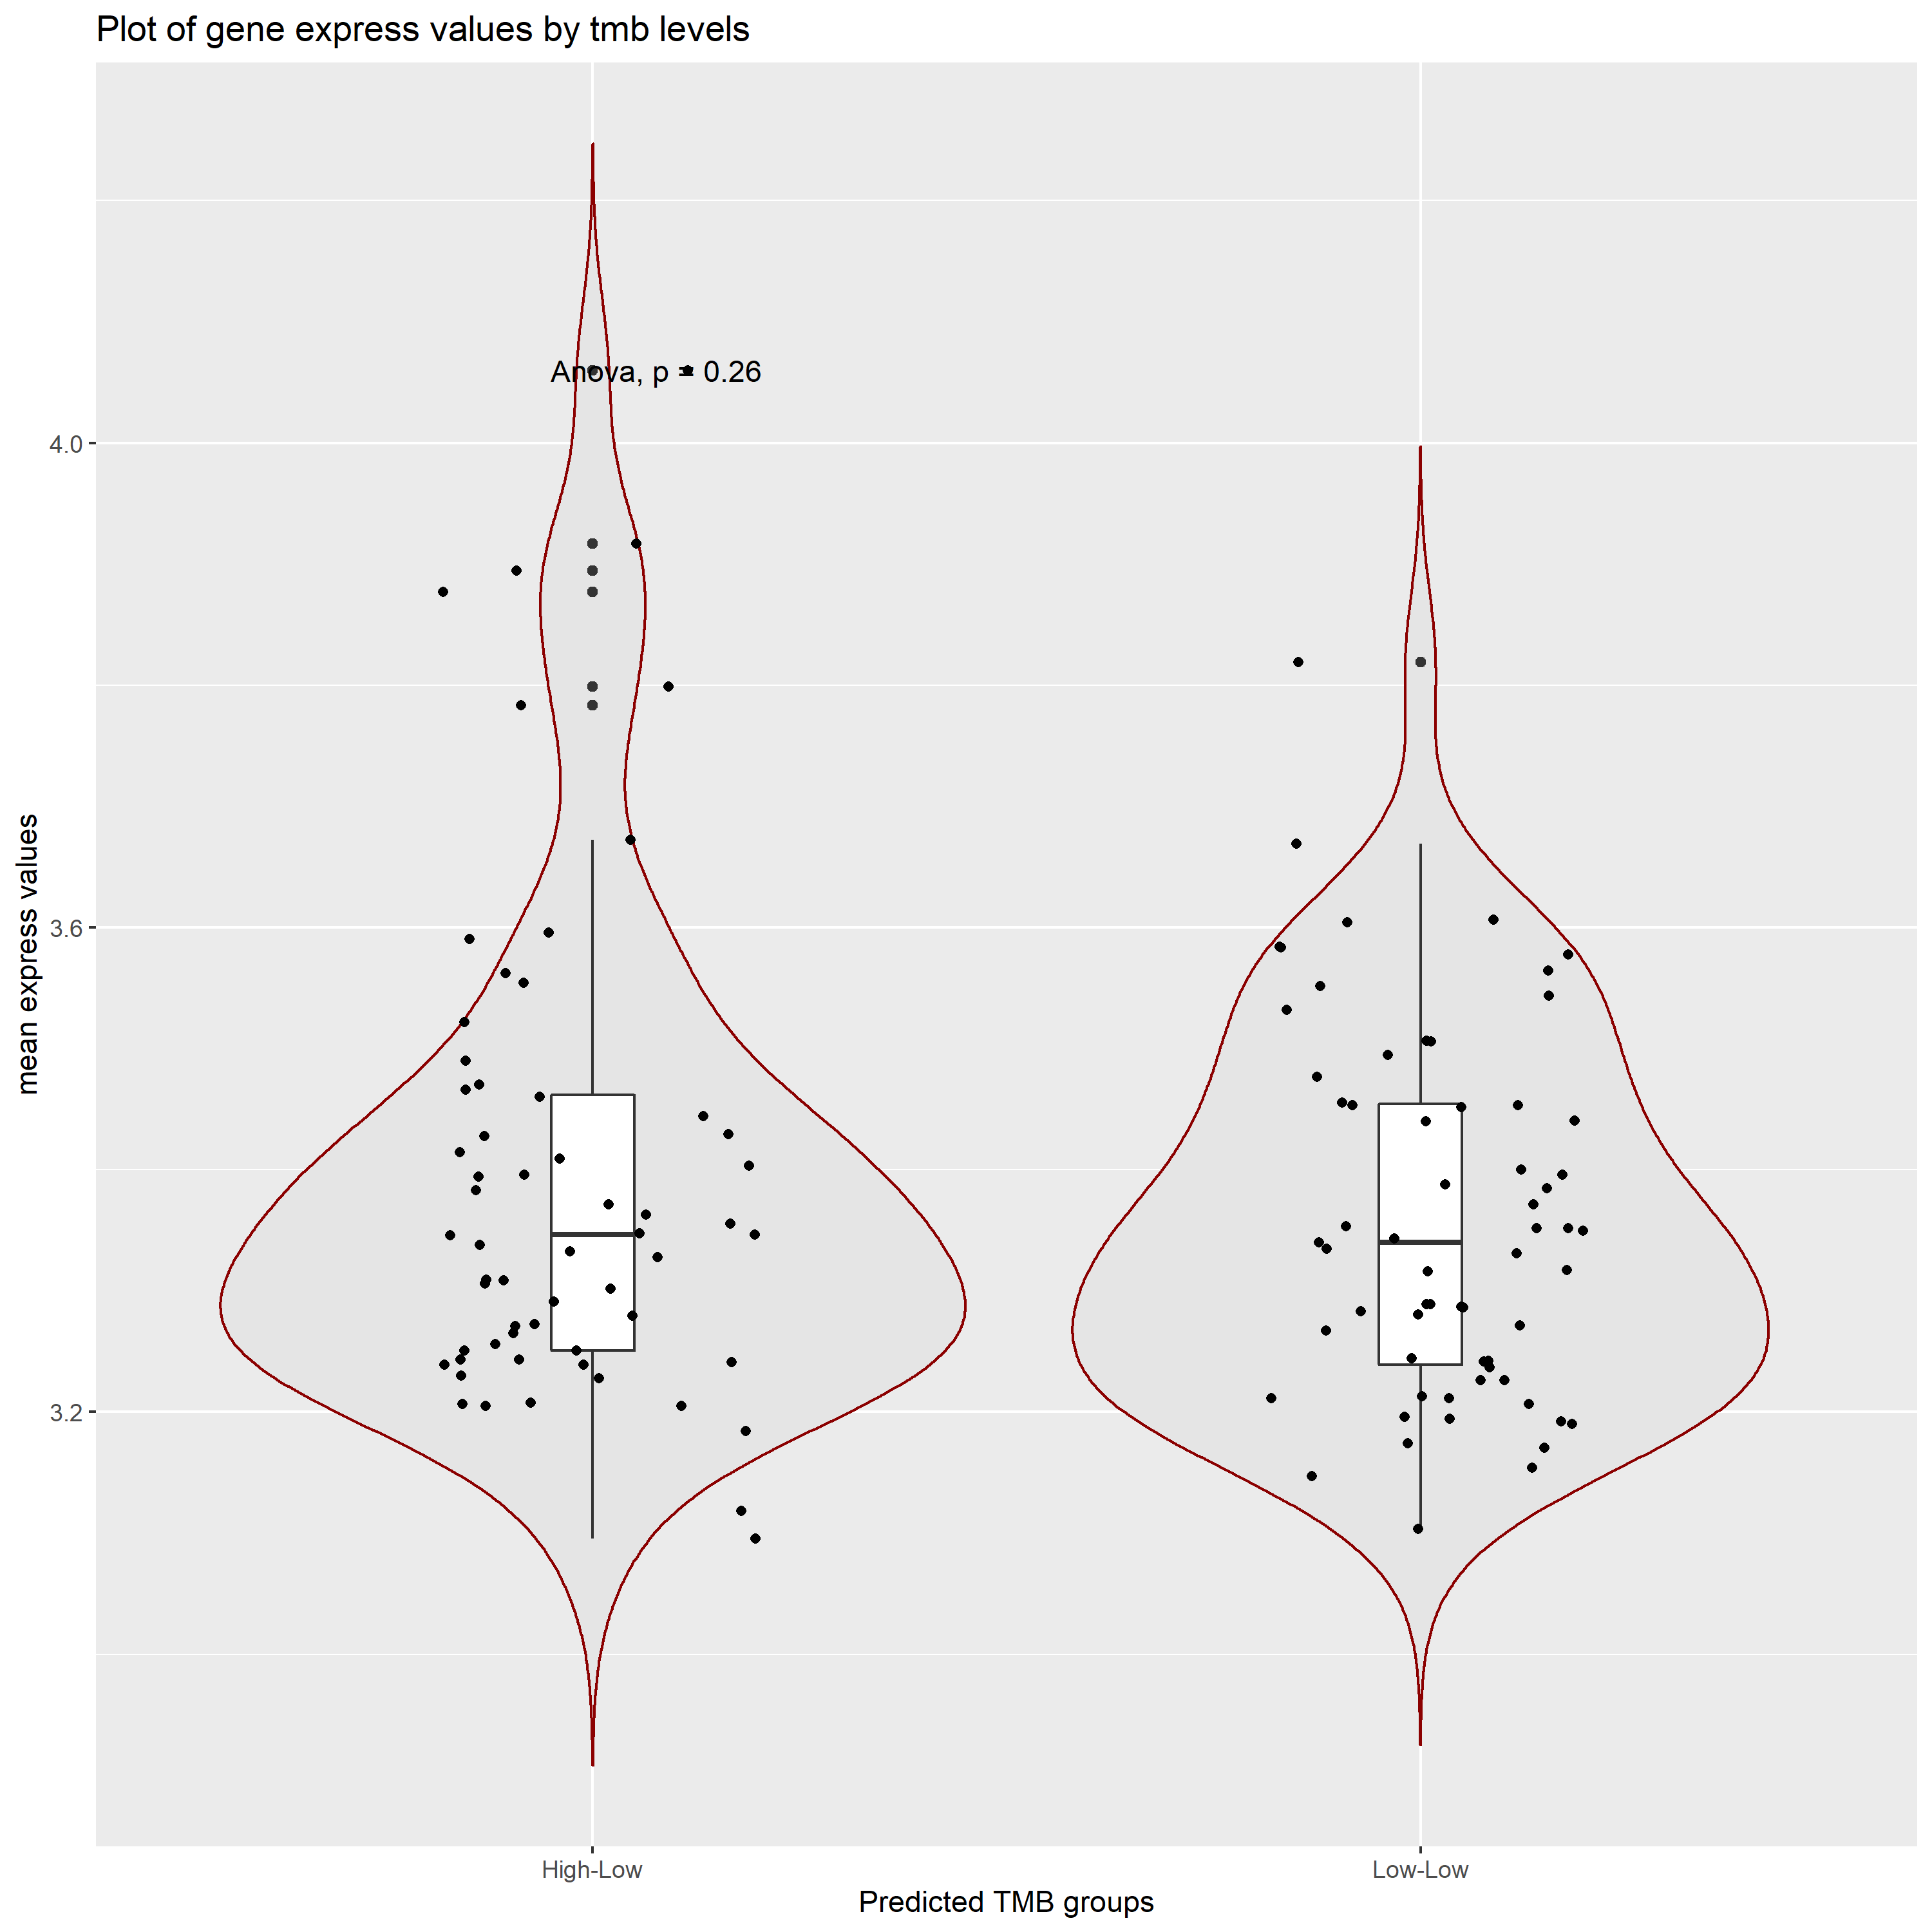 Plot of gene express values by tmb levels
Anova, p = 0.26
4.0
3.6
3.2
mean express values
High-Low
Low-Low
Predicted TMB groups